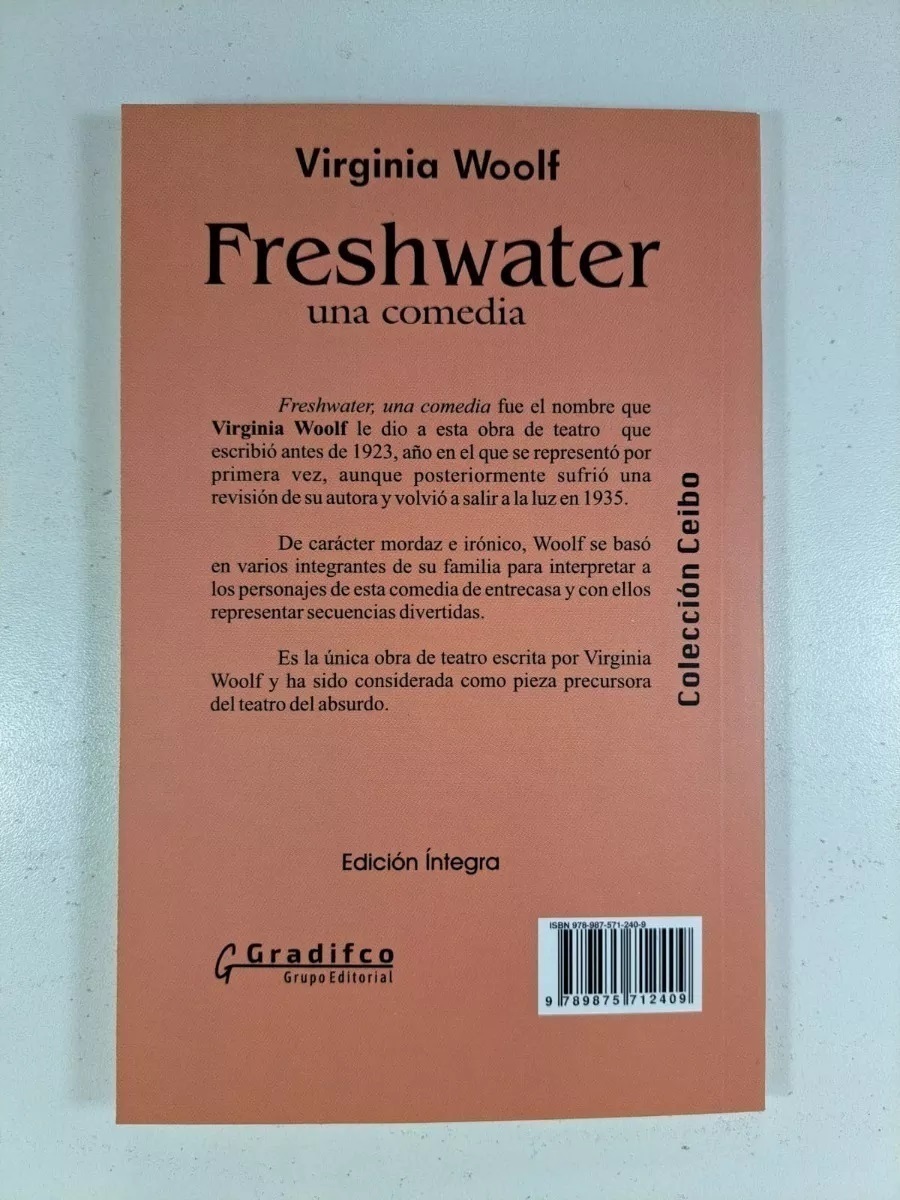 Virginia Woolf
Freshwater
una comedia
Freshwater, una comedia fue el nombre que
Virginia Woolf le dio a esta obra de teatro que
escribió antes de 1923, año en el que se representó por
primera vez, aunque posteriormente sufrió una
revisión de su autora y volvió a salir a la luz en 1935.
De carácter mordaz e irónico, Woolf se basó
en varios integrantes de su familia para interpretar a
los personajes de esta comedia de entrecasa y con ellos
representar secuencias divertidas.
Es la única obra de teatro escrita por Virginia
Woolf y ha sido considerada como pieza precursora
del teatro del absurdo.
Colección Ceibo
Edición Íntegra
Gradifco
Grupo Editorial
ISBN 978-987-571-240-9
9 789875 712409